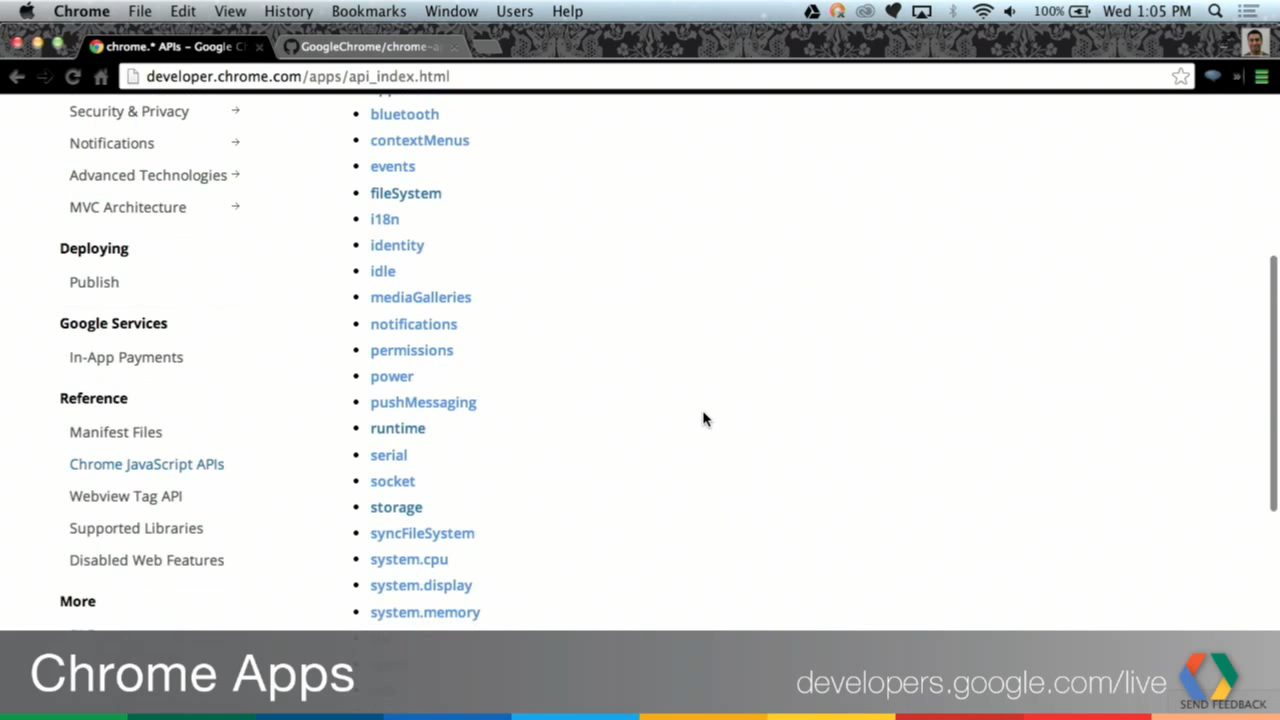 Chrome File Edit View History Bookmarks Window Users Help 100% Wed 1:05 PM
chrome.* APIs – Google C GoogleChrome/chrome-a
developer.chrome.com/apps/api_index.html
Security & Privacy
Notifications
Advanced Technologies
MVC Architecture
Deploying
Publish
Google Services
In-App Payments
Reference
Manifest Files
Chrome JavaScript APIs
Webview Tag API
Supported Libraries
Disabled Web Features
More
bluetooth
contextMenus
events
fileSystem
i18n
identity
idle
mediaGalleries
notifications
permissions
power
pushMessaging
runtime
serial
socket
storage
syncFileSystem
system.cpu
system.display
system.memory
Chrome Apps
developers.google.com/live
SEND FEEDBACK